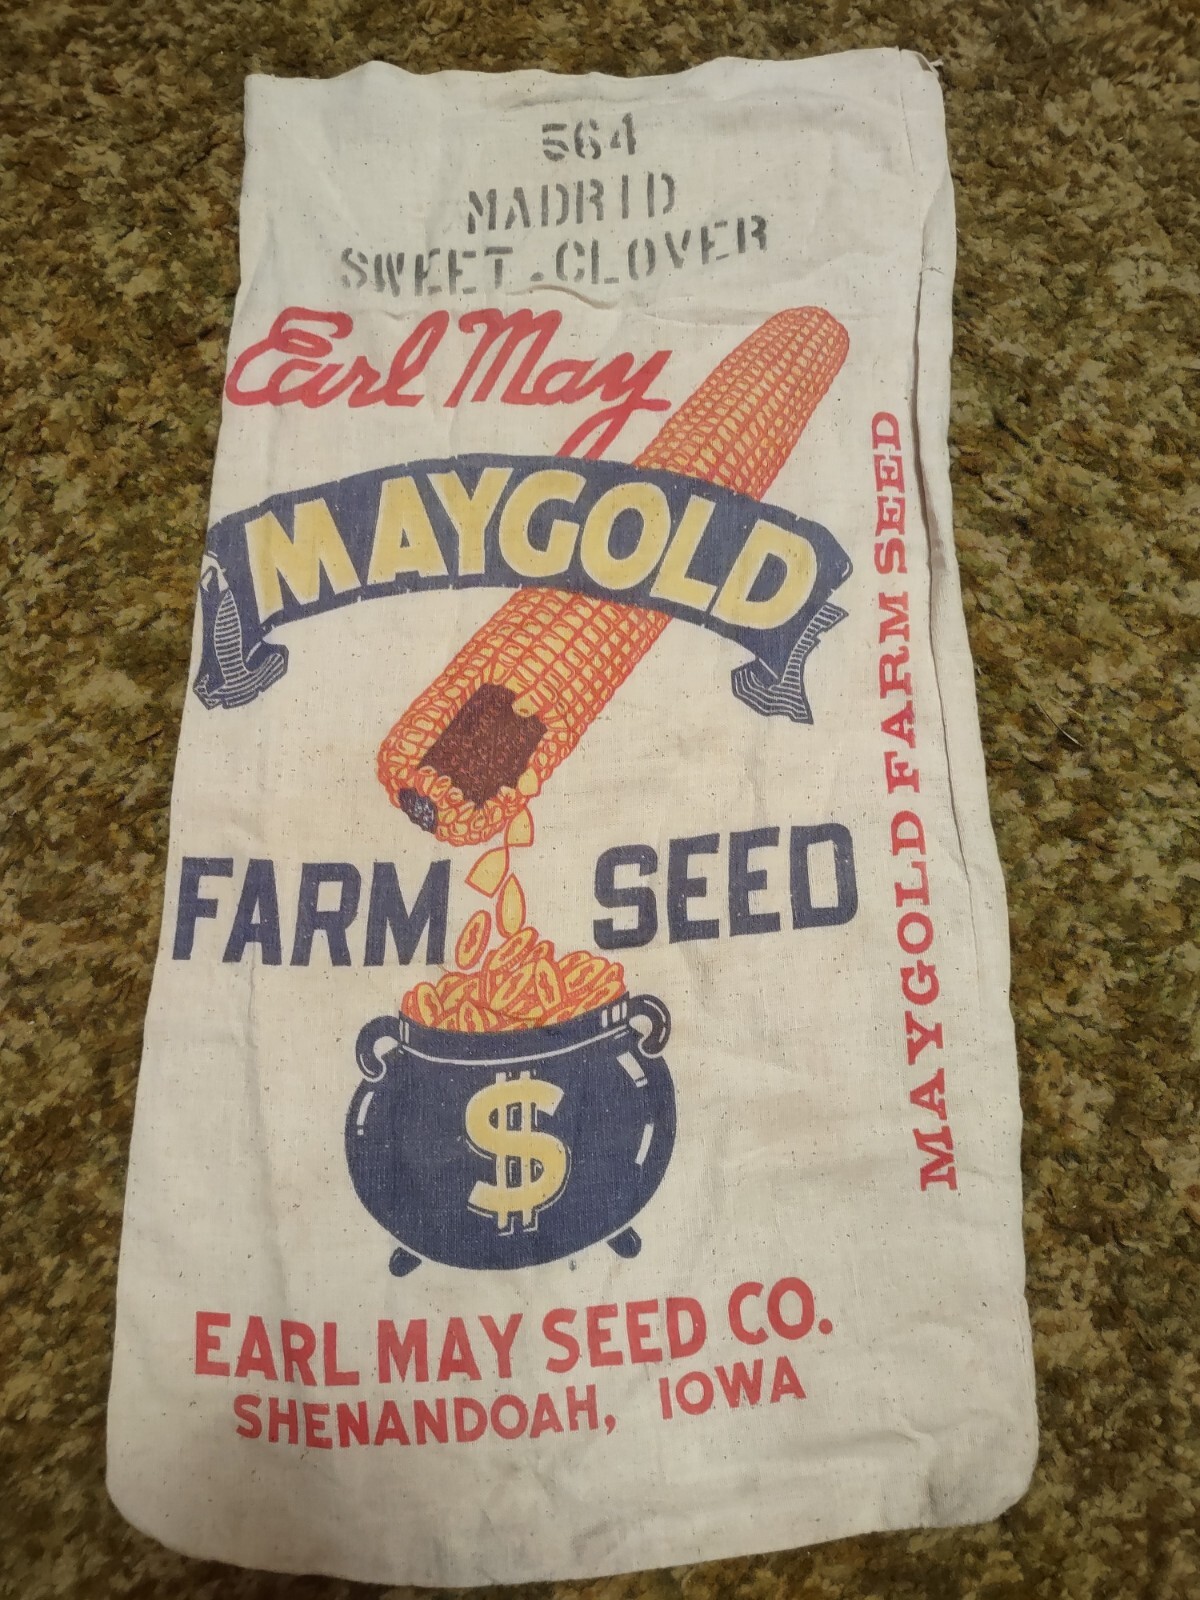 564
MADRID
SWEET-CLOVER
Earl May
MAYGOLD
FARM SEED
$
EARL MAY SEED CO.
SHENANDOAH, IOWA
MAYGOLD FARM SEED